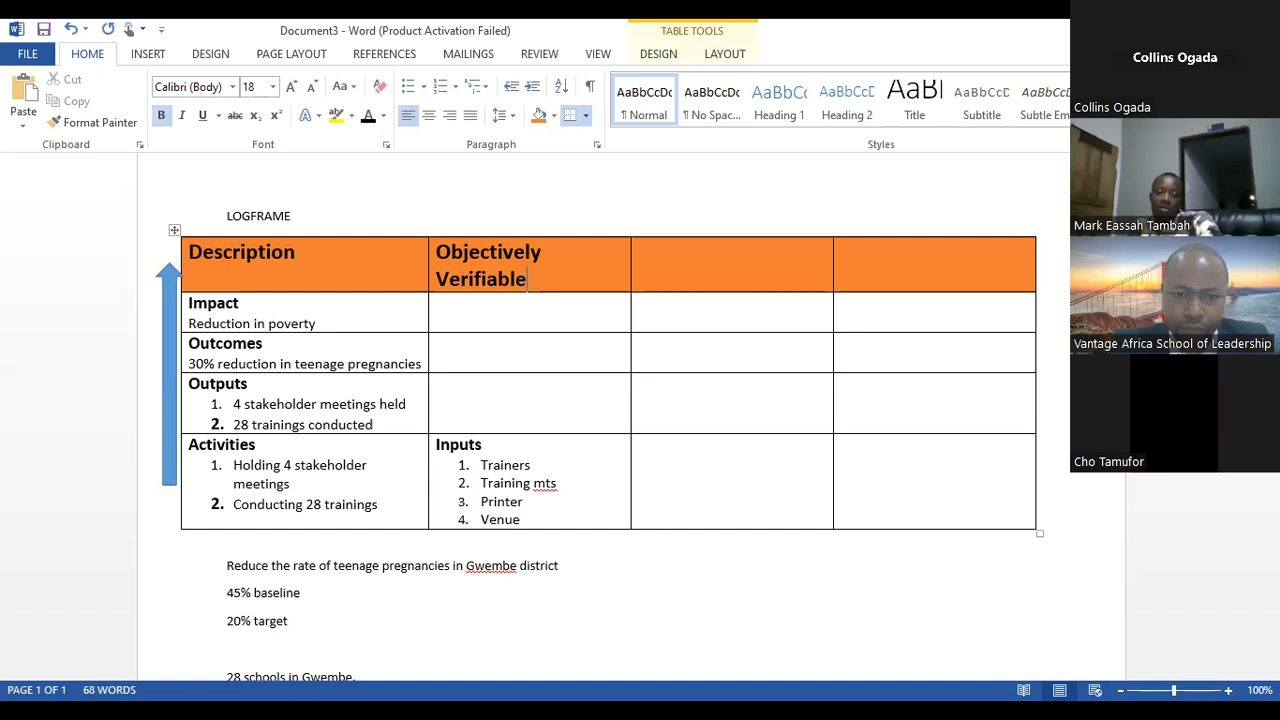 Document3 - Word (Product Activation Failed)
TABLE TOOLS
FILE HOME INSERT DESIGN PAGE LAYOUT REFERENCES MAILINGS REVIEW VIEW DESIGN LAYOUT
Cut
Copy
Format Painter
Paste
Clipboard
Calibri (Body) 18
Font
Paragraph
AaBbCcDc AaBbCcDc AaBbCc AaBbCcE AaBl AaBbCcD AaBbCcDc
¶ Normal ¶ No Spac... Heading 1 Heading 2 Title Subtitle Subtle Em
Styles
LOGFRAME
Description
Objectively
Verifiable
Impact
Reduction in poverty
Outcomes
30% reduction in teenage pregnancies
Outputs
1. 4 stakeholder meetings held
2. 28 trainings conducted
Activities
1. Holding 4 stakeholder
meetings
2. Conducting 28 trainings
Inputs
1. Trainers
2. Training mts
3. Printer
4. Venue
Reduce the rate of teenage pregnancies in Gwembe district
45% baseline
20% target
28 schools in Gwembe.
PAGE 1 OF 1 68 WORDS
100%
Collins Ogada
Collins Ogada
Mark Eassah Tambah
Vantage Africa School of Leadership
Cho Tamufor